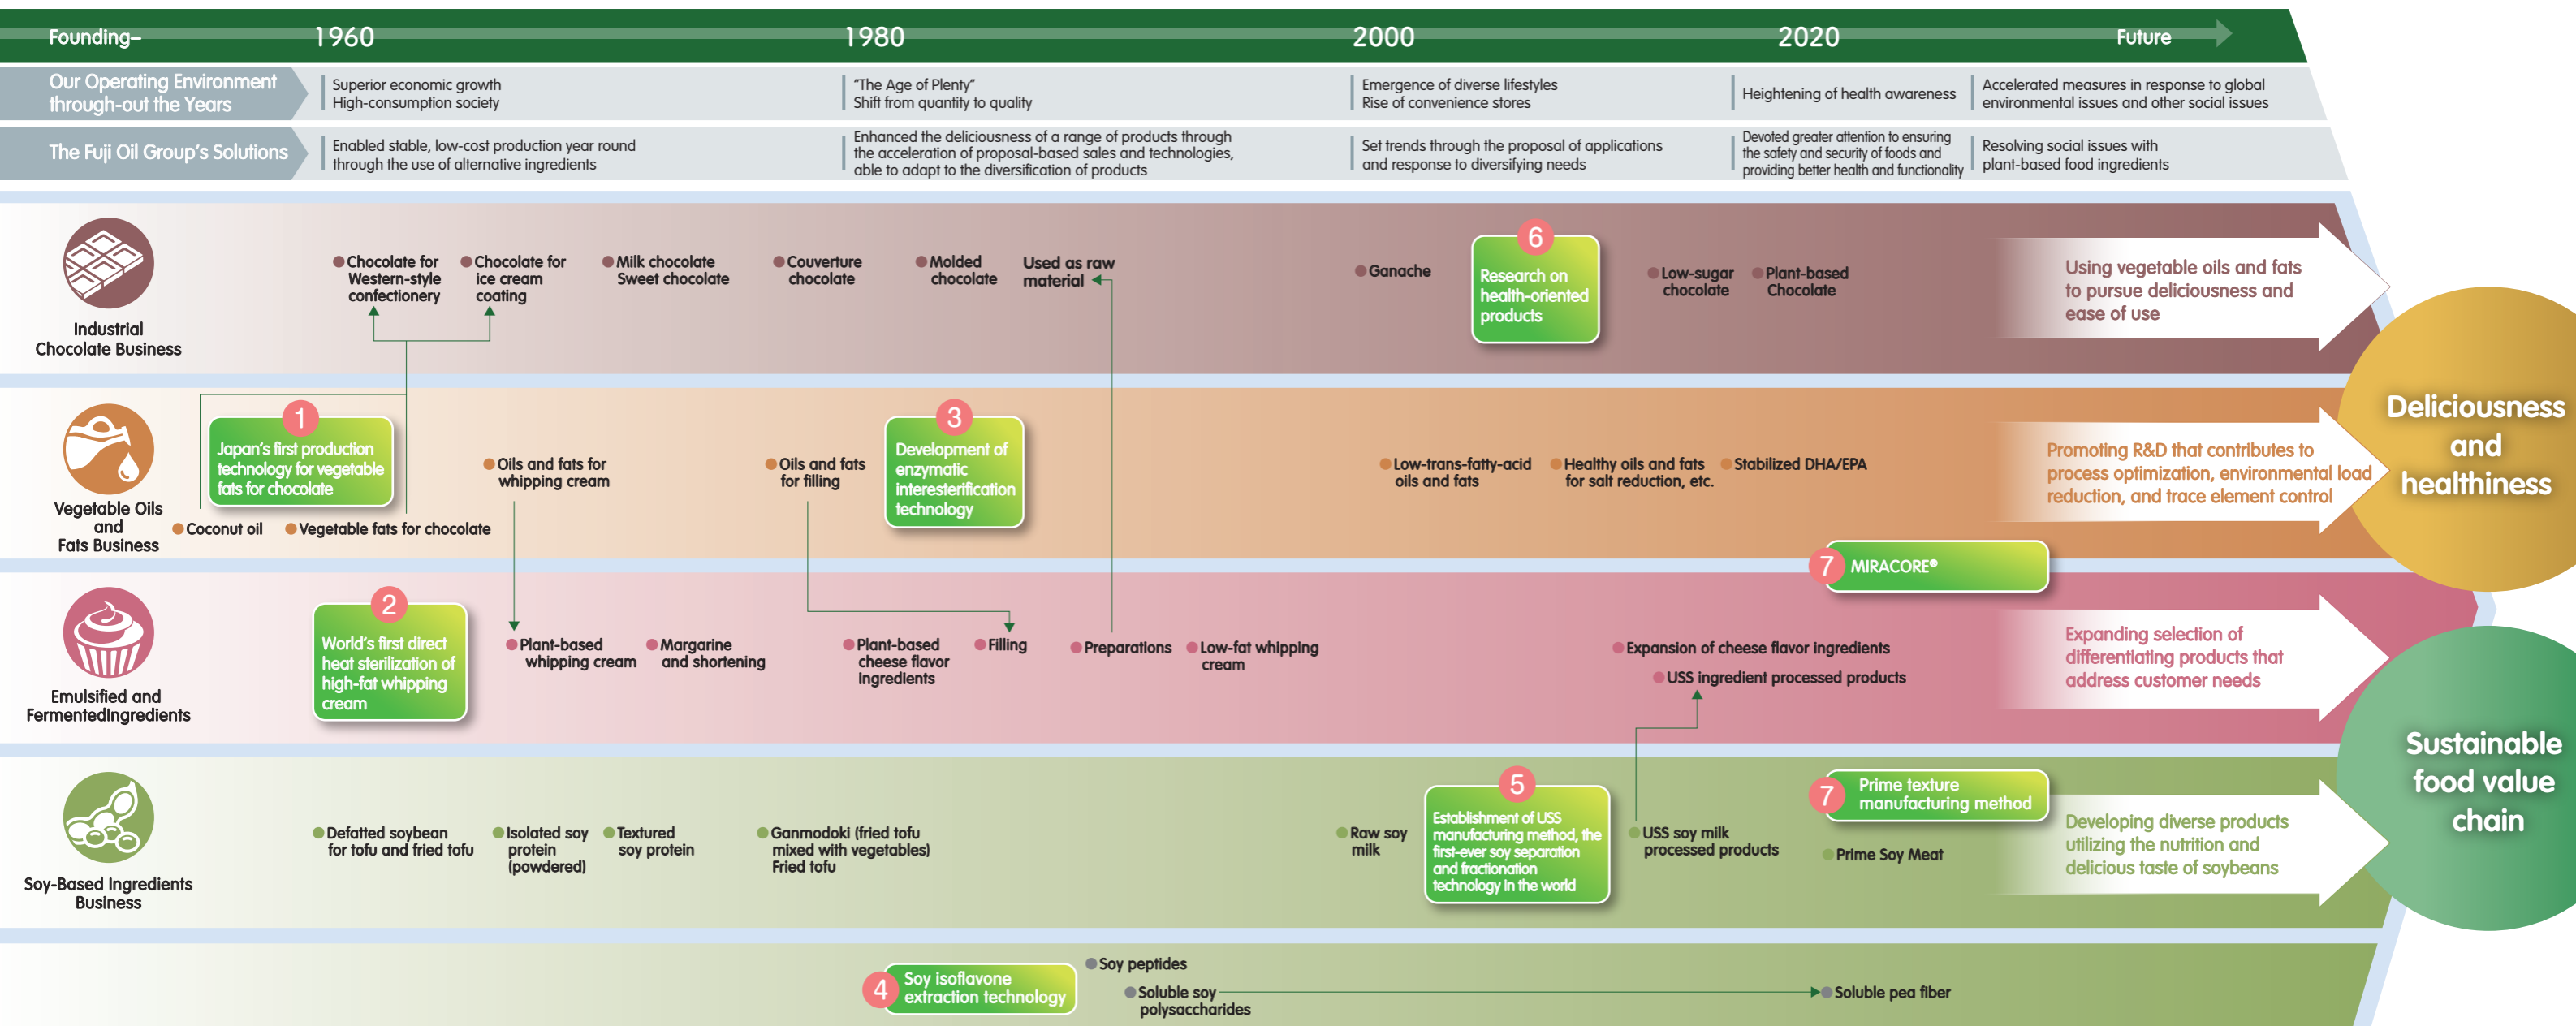 Founding–
1960
1980
2000
2020
Future
Our Operating Environment
through-out the Years
Superior economic growth
High-consumption society
“The Age of Plenty”
Shift from quantity to quality
Emergence of diverse lifestyles
Rise of convenience stores
Heightening of health awareness
Accelerated measures in response to global
environmental issues and other social issues
The Fuji Oil Group’s Solutions
Enabled stable, low-cost production year round
through the use of alternative ingredients
Enhanced the deliciousness of a range of products through
the acceleration of proposal-based sales and technologies,
able to adapt to the diversification of products
Set trends through the proposal of applications
and response to diversifying needs
Devoted greater attention to ensuring
the safety and security of foods and
providing better health and functionality
Resolving social issues with
plant-based food ingredients
Industrial
Chocolate Business
Chocolate for
Western-style
confectionery
Chocolate for
ice cream
coating
Milk chocolate
Sweet chocolate
Couverture
chocolate
Molded
chocolate
Used as raw
material
Ganache
6
Research on
health-oriented
products
Low-sugar
chocolate
Plant-based
Chocolate
Using vegetable oils and fats
to pursue deliciousness and
ease of use
Vegetable Oils
and
Fats Business
1
Japan’s first production
technology for vegetable
fats for chocolate
Coconut oil
Vegetable fats for chocolate
Oils and fats for
whipping cream
Oils and fats
for filling
3
Development of
enzymatic
interesterification
technology
Low-trans-fatty-acid
oils and fats
Healthy oils and fats
for salt reduction, etc.
Stabilized DHA/EPA
Promoting R&D that contributes to
process optimization, environmental load
reduction, and trace element control
7
MIRACORE®
Emulsified and
FermentedIngredients
2
World’s first direct
heat sterilization of
high-fat whipping
cream
Plant-based
whipping cream
Margarine
and shortening
Plant-based
cheese flavor
ingredients
Filling
Preparations
Low-fat whipping
cream
Expansion of cheese flavor ingredients
USS ingredient processed products
Expanding selection of
differentiating products that
address customer needs
Soy-Based Ingredients
Business
Defatted soybean
for tofu and fried tofu
Isolated soy
protein
(powdered)
Textured
soy protein
Ganmodoki (fried tofu
mixed with vegetables)
Fried tofu
Raw soy
milk
5
Establishment of USS
manufacturing method, the
first-ever soy separation
and fractionation
technology in the world
USS soy milk
processed products
7
Prime texture
manufacturing method
Prime Soy Meat
Developing diverse products
utilizing the nutrition and
delicious taste of soybeans
4
Soy isoflavone
extraction technology
Soy peptides
Soluble soy
polysaccharides
Soluble pea fiber
Deliciousness
and
healthiness
Sustainable
food value
chain